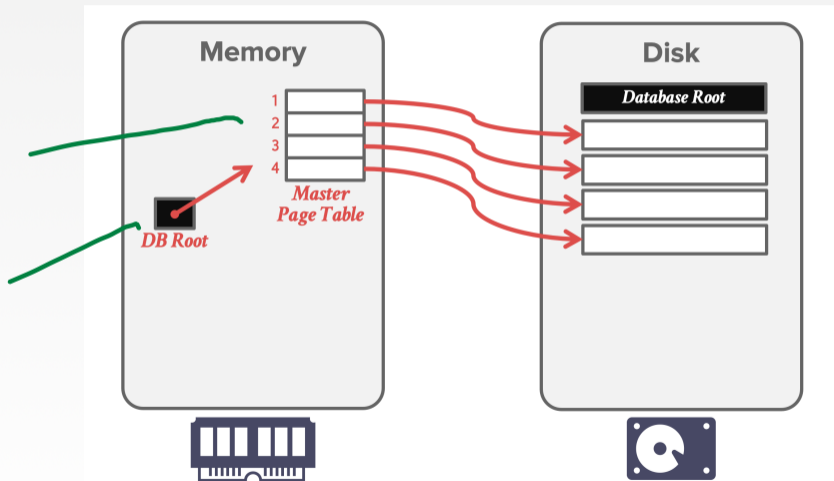 Memory
1
2
3
4
Master
Page Table
DB Root
Disk
Database Root